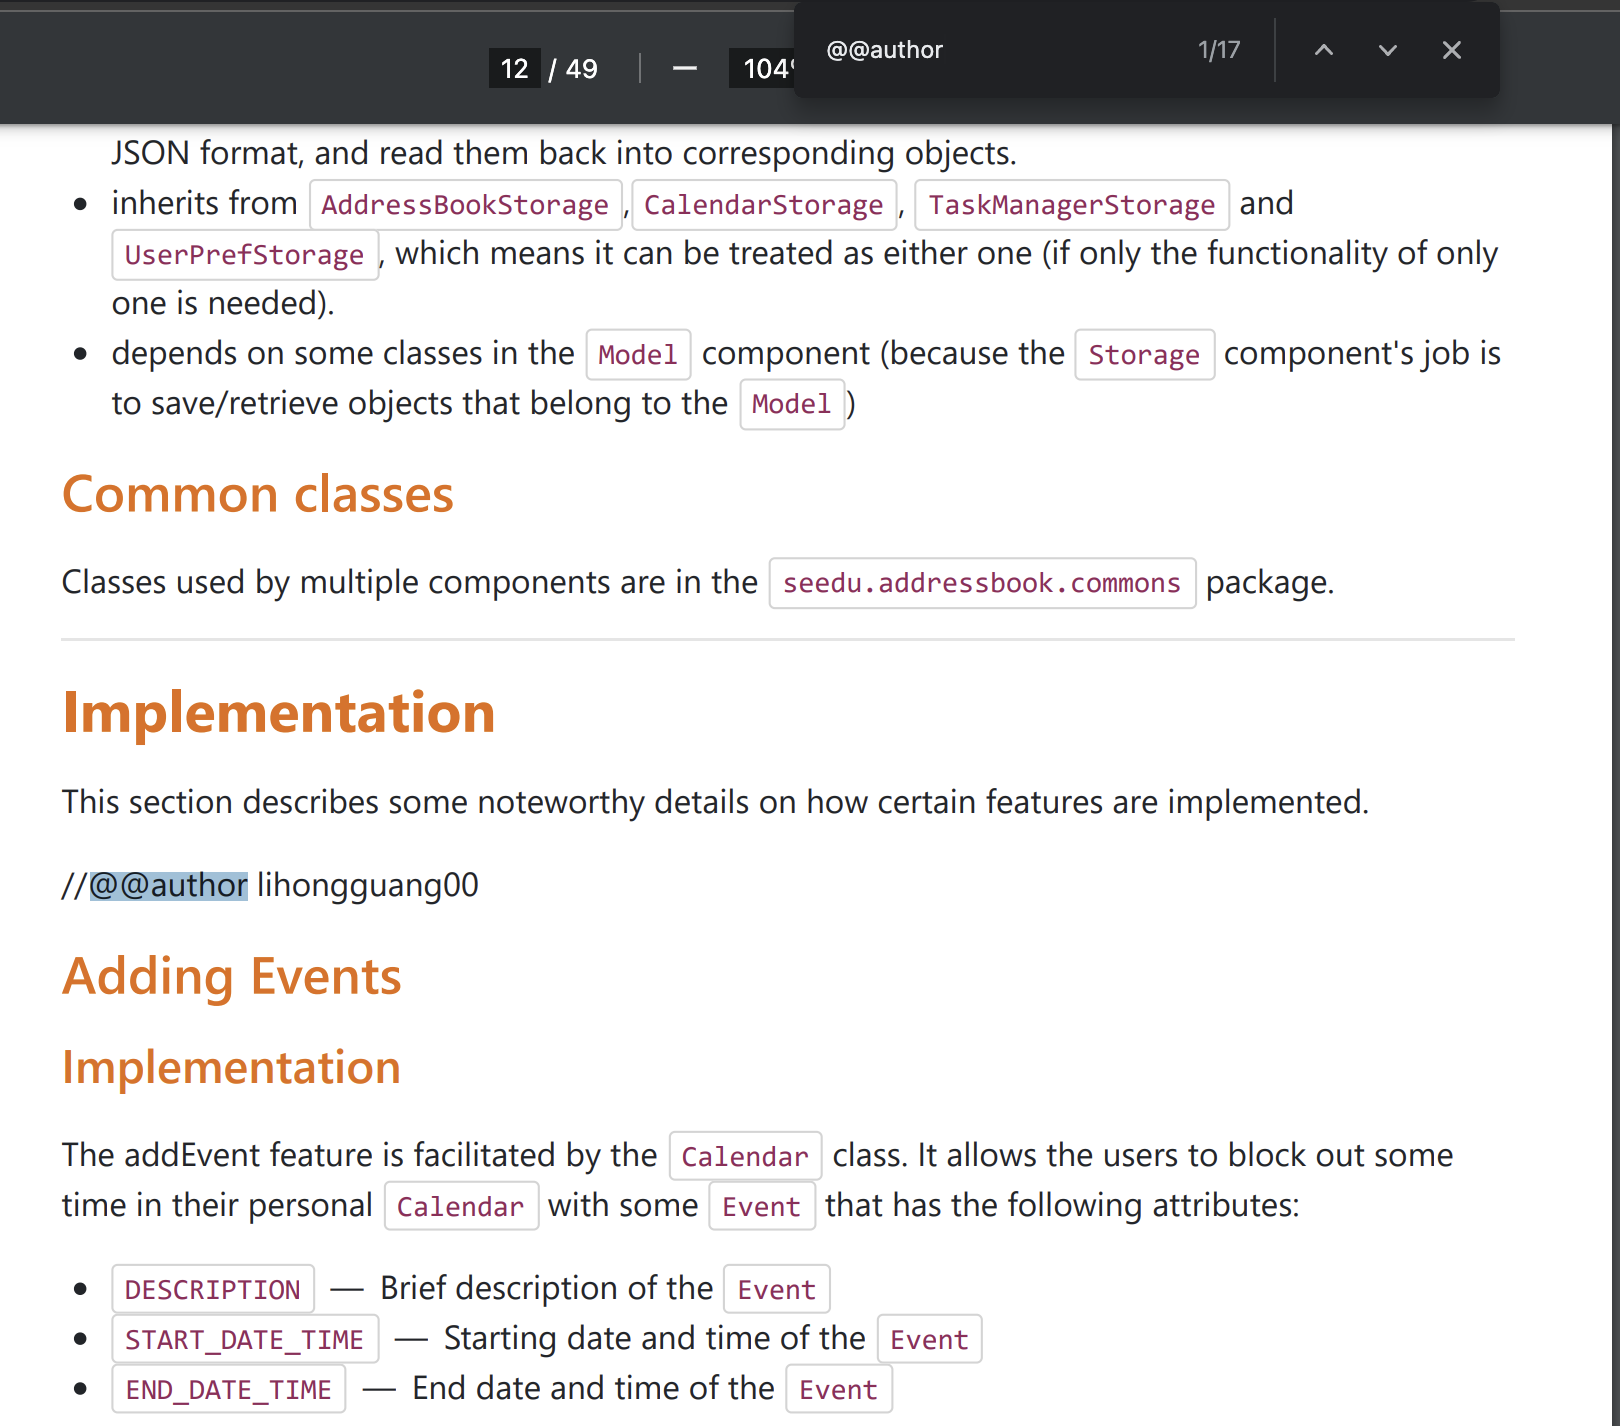 @@author 1/17
12 / 49 104
JSON format, and read them back into corresponding objects.
• inherits from AddressBookStorage , CalendarStorage , TaskManagerStorage and
UserPrefStorage , which means it can be treated as either one (if only the functionality of only
one is needed).
• depends on some classes in the Model component (because the Storage component's job is
to save/retrieve objects that belong to the Model )
Common classes
Classes used by multiple components are in the seedu.addressbook.commons package.
Implementation
This section describes some noteworthy details on how certain features are implemented.
//@@author lihongguang00
Adding Events
Implementation
The addEvent feature is facilitated by the Calendar class. It allows the users to block out some
time in their personal Calendar with some Event that has the following attributes:
• DESCRIPTION — Brief description of the Event
• START_DATE_TIME — Starting date and time of the Event
• END_DATE_TIME — End date and time of the Event